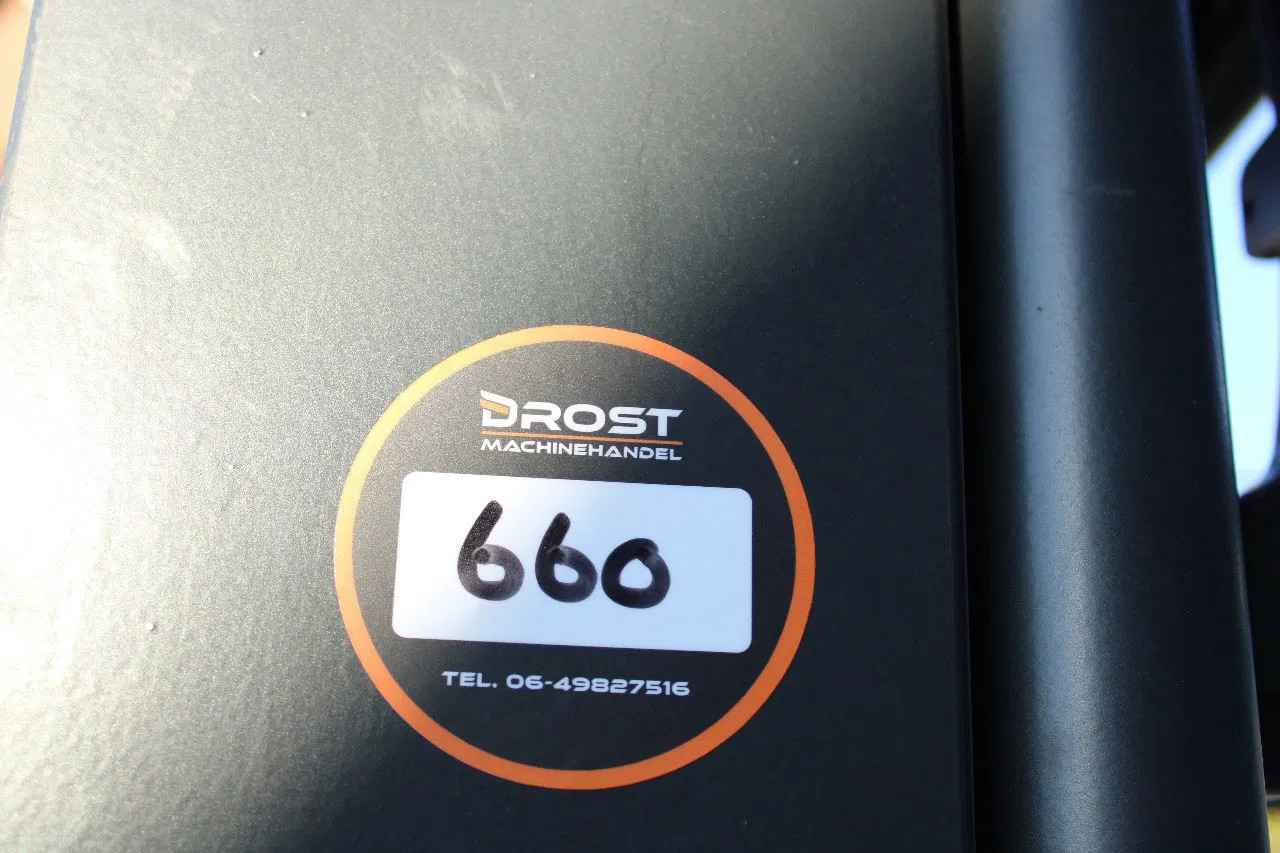 DROST
MACHINEHANDEL
660
TEL. 06-49827516